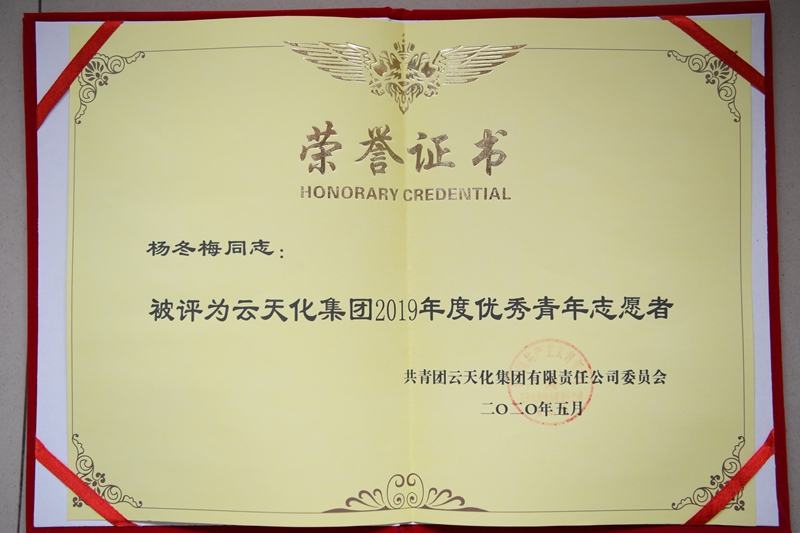 荣誉证书
HONORARY CREDENTIAL
杨冬梅同志：
被评为云天化集团2019年度优秀青年志愿者
共青团云天化集团有限责任公司委员会
二〇二〇年五月